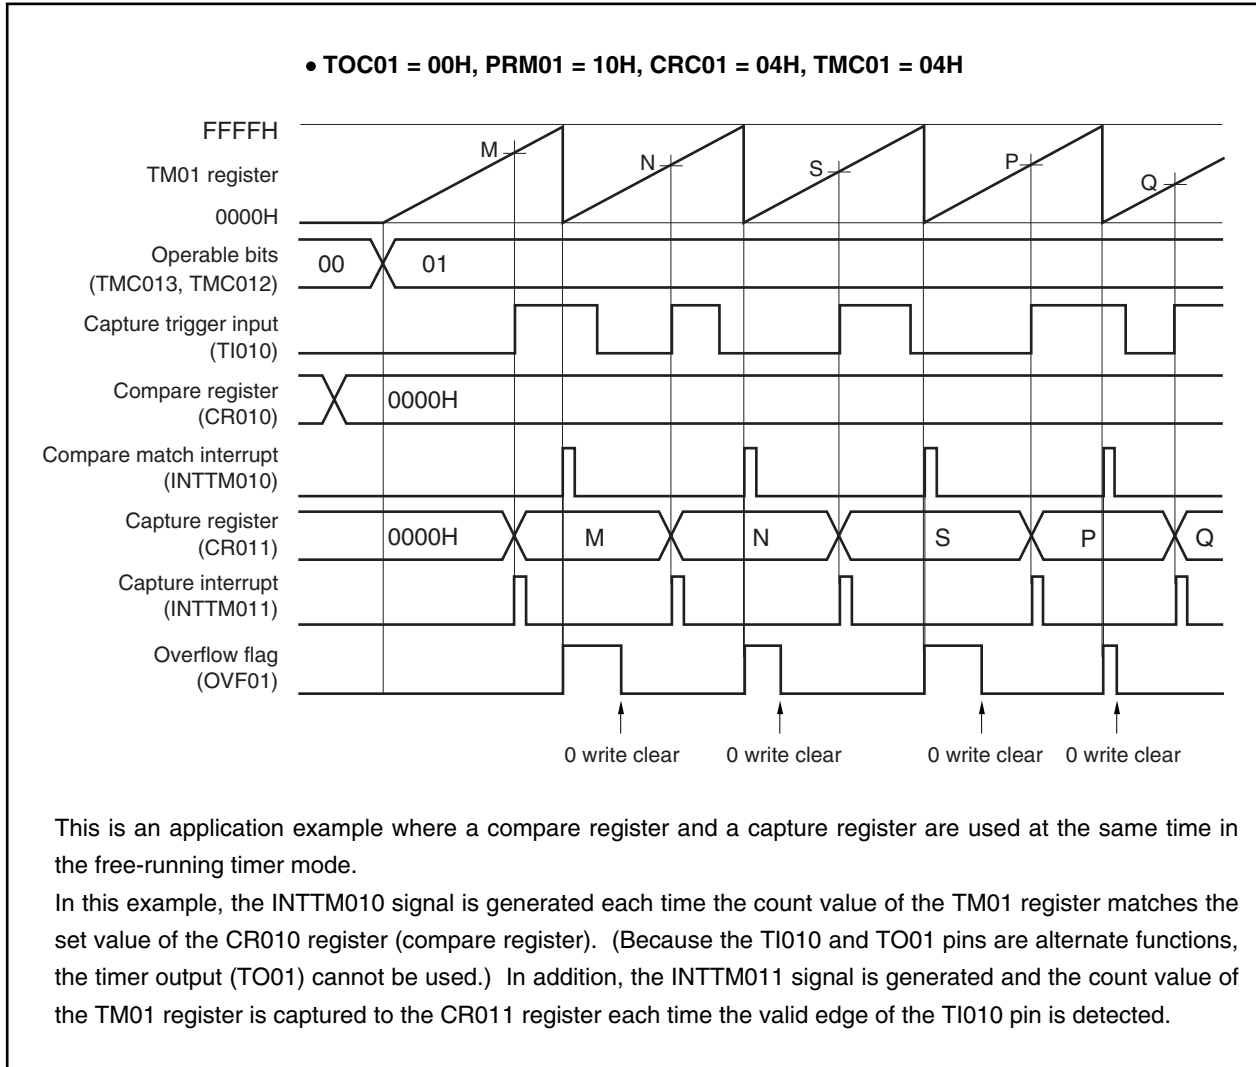 • TOC01 = 00H, PRM01 = 10H, CRC01 = 04H, TMC01 = 04H
FFFFH
TM01 register
0000H
M
N
S
P
Q
Operable bits
(TMC013, TMC012)
00
01
Capture trigger input
(TI010)
Compare register
(CR010)
0000H
Compare match interrupt
(INTTM010)
Capture register
(CR011)
0000H
M
N
S
P
Q
Capture interrupt
(INTTM011)
Overflow flag
(OVF01)
0 write clear
0 write clear
0 write clear
0 write clear
This is an application example where a compare register and a capture register are used at the same time in
the free-running timer mode.
In this example, the INTTM010 signal is generated each time the count value of the TM01 register matches the
set value of the CR010 register (compare register). (Because the TI010 and TO01 pins are alternate functions,
the timer output (TO01) cannot be used.) In addition, the INTTM011 signal is generated and the count value of
the TM01 register is captured to the CR011 register each time the valid edge of the TI010 pin is detected.